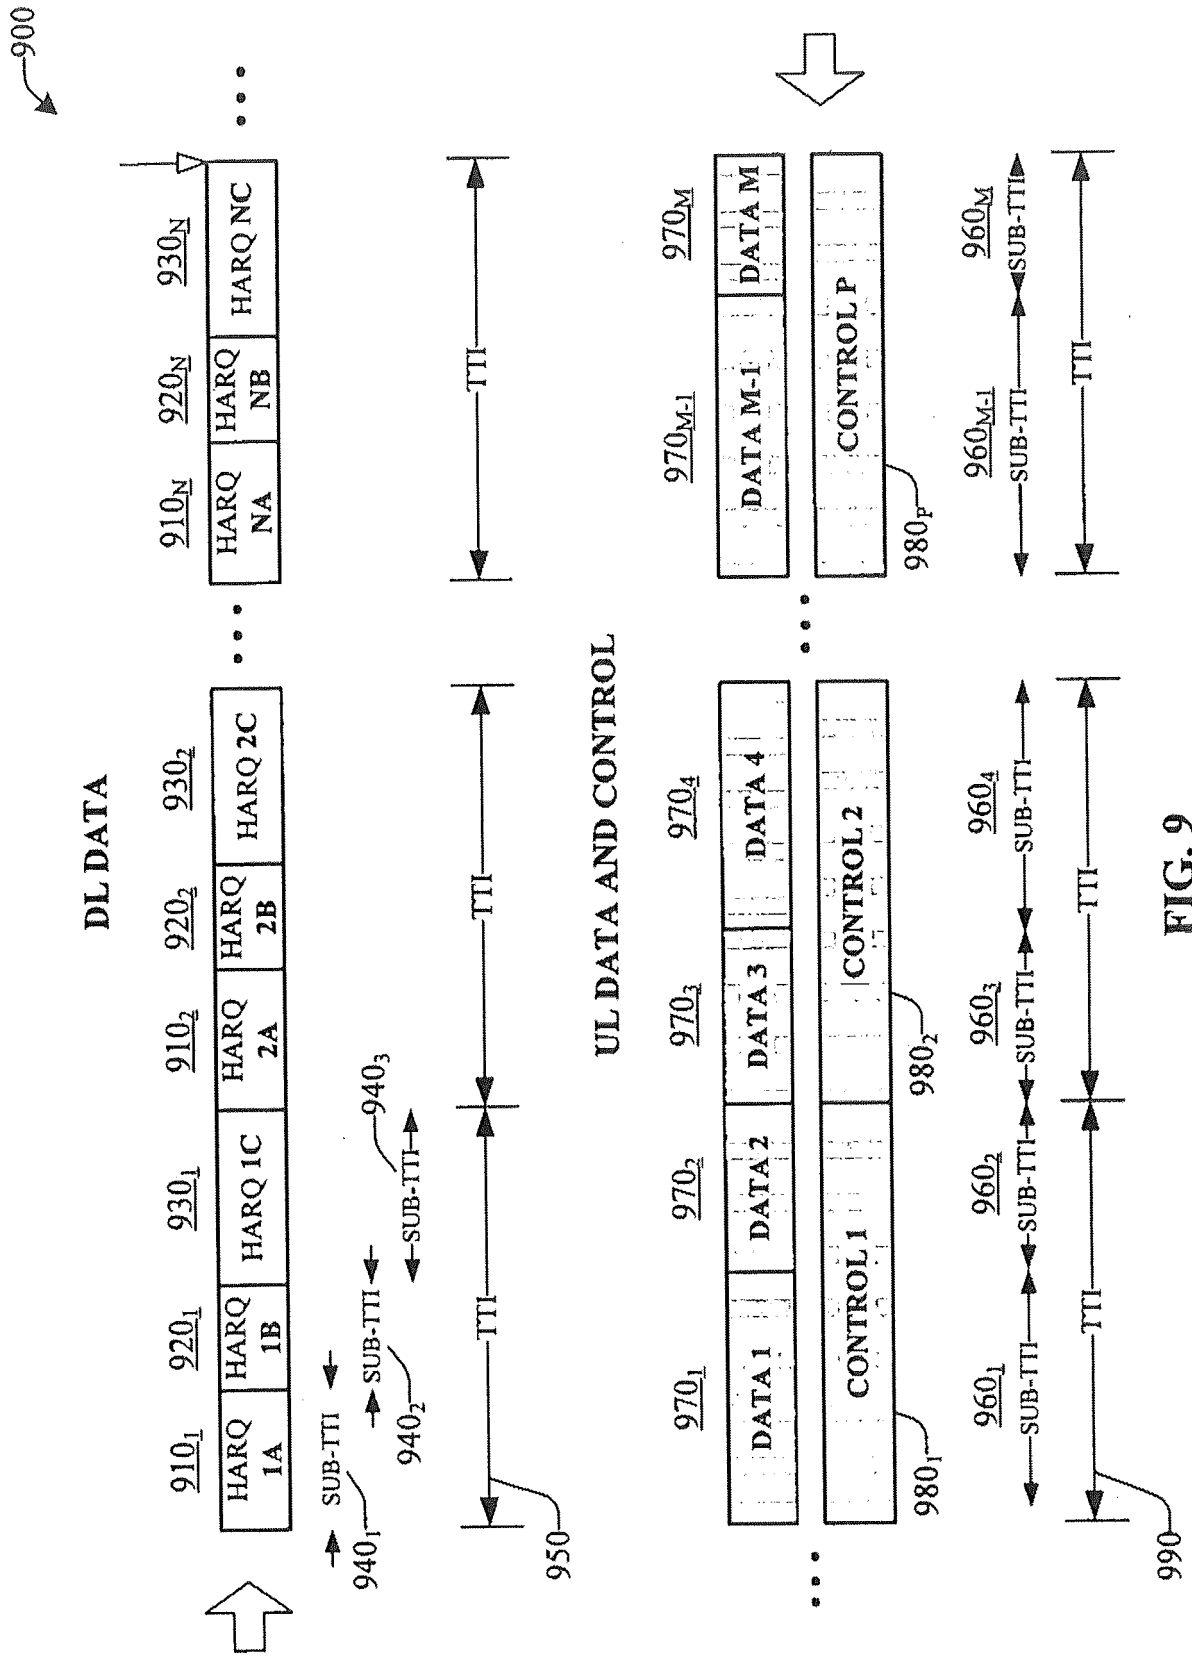 900
DL DATA
910₁ 920₁ 930₁ 910₂ 920₂ 930₂ 910N 920N 930N
HARQ 1A HARQ 1B HARQ 1C HARQ 2A HARQ 2B HARQ 2C ••• HARQ NA HARQ NB HARQ NC •••
SUB-TTI
940₁
SUB-TTI
940₂
940₃
SUB-TTI
TTI TTI TTI
950
UL DATA AND CONTROL
970₁ 970₂ 970₃ 970₄ 970M-1 970M
DATA 1 DATA 2 DATA 3 DATA 4 DATA M-1 DATA M
••• CONTROL 1 CONTROL 2 ••• CONTROL P
980₁ 980₂ 980P
960₁ 960₂ 960₃ 960₄ 960M-1 960M
SUB-TTI SUB-TTI SUB-TTI SUB-TTI SUB-TTI SUB-TTI
TTI TTI TTI
990
FIG. 9